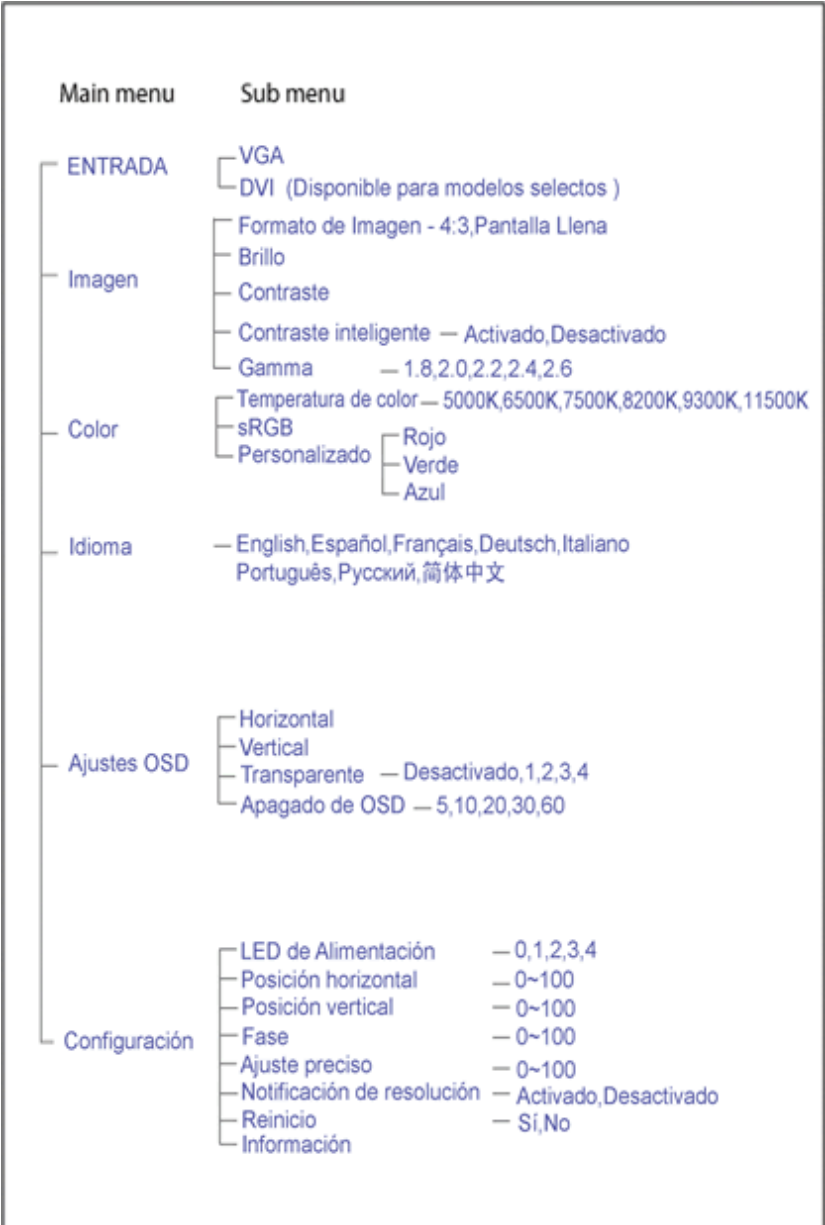 Main menu Sub menu
ENTRADA VGA
DVI (Disponible para modelos selectos )
Formato de Imagen - 4:3,Pantalla Llena
Brillo
Imagen
Contraste
Contraste inteligente — Activado,Desactivado
Gamma — 1.8,2.0,2.2,2.4,2.6
Temperatura de color — 5000K,6500K,7500K,8200K,9300K,11500K
Color sRGB
Personalizado Rojo
Verde
Azul
Idioma — English,Español,Français,Deutsch,Italiano
Português,Русский,简体中文
Horizontal
Vertical
Ajustes OSD Transparente — Desactivado,1,2,3,4
Apagado de OSD — 5,10,20,30,60
LED de Alimentación — 0,1,2,3,4
Posición horizontal — 0~100
Posición vertical — 0~100
Configuración Fase — 0~100
Ajuste preciso — 0~100
Notificación de resolución — Activado,Desactivado
Reinicio — Sí,No
Información